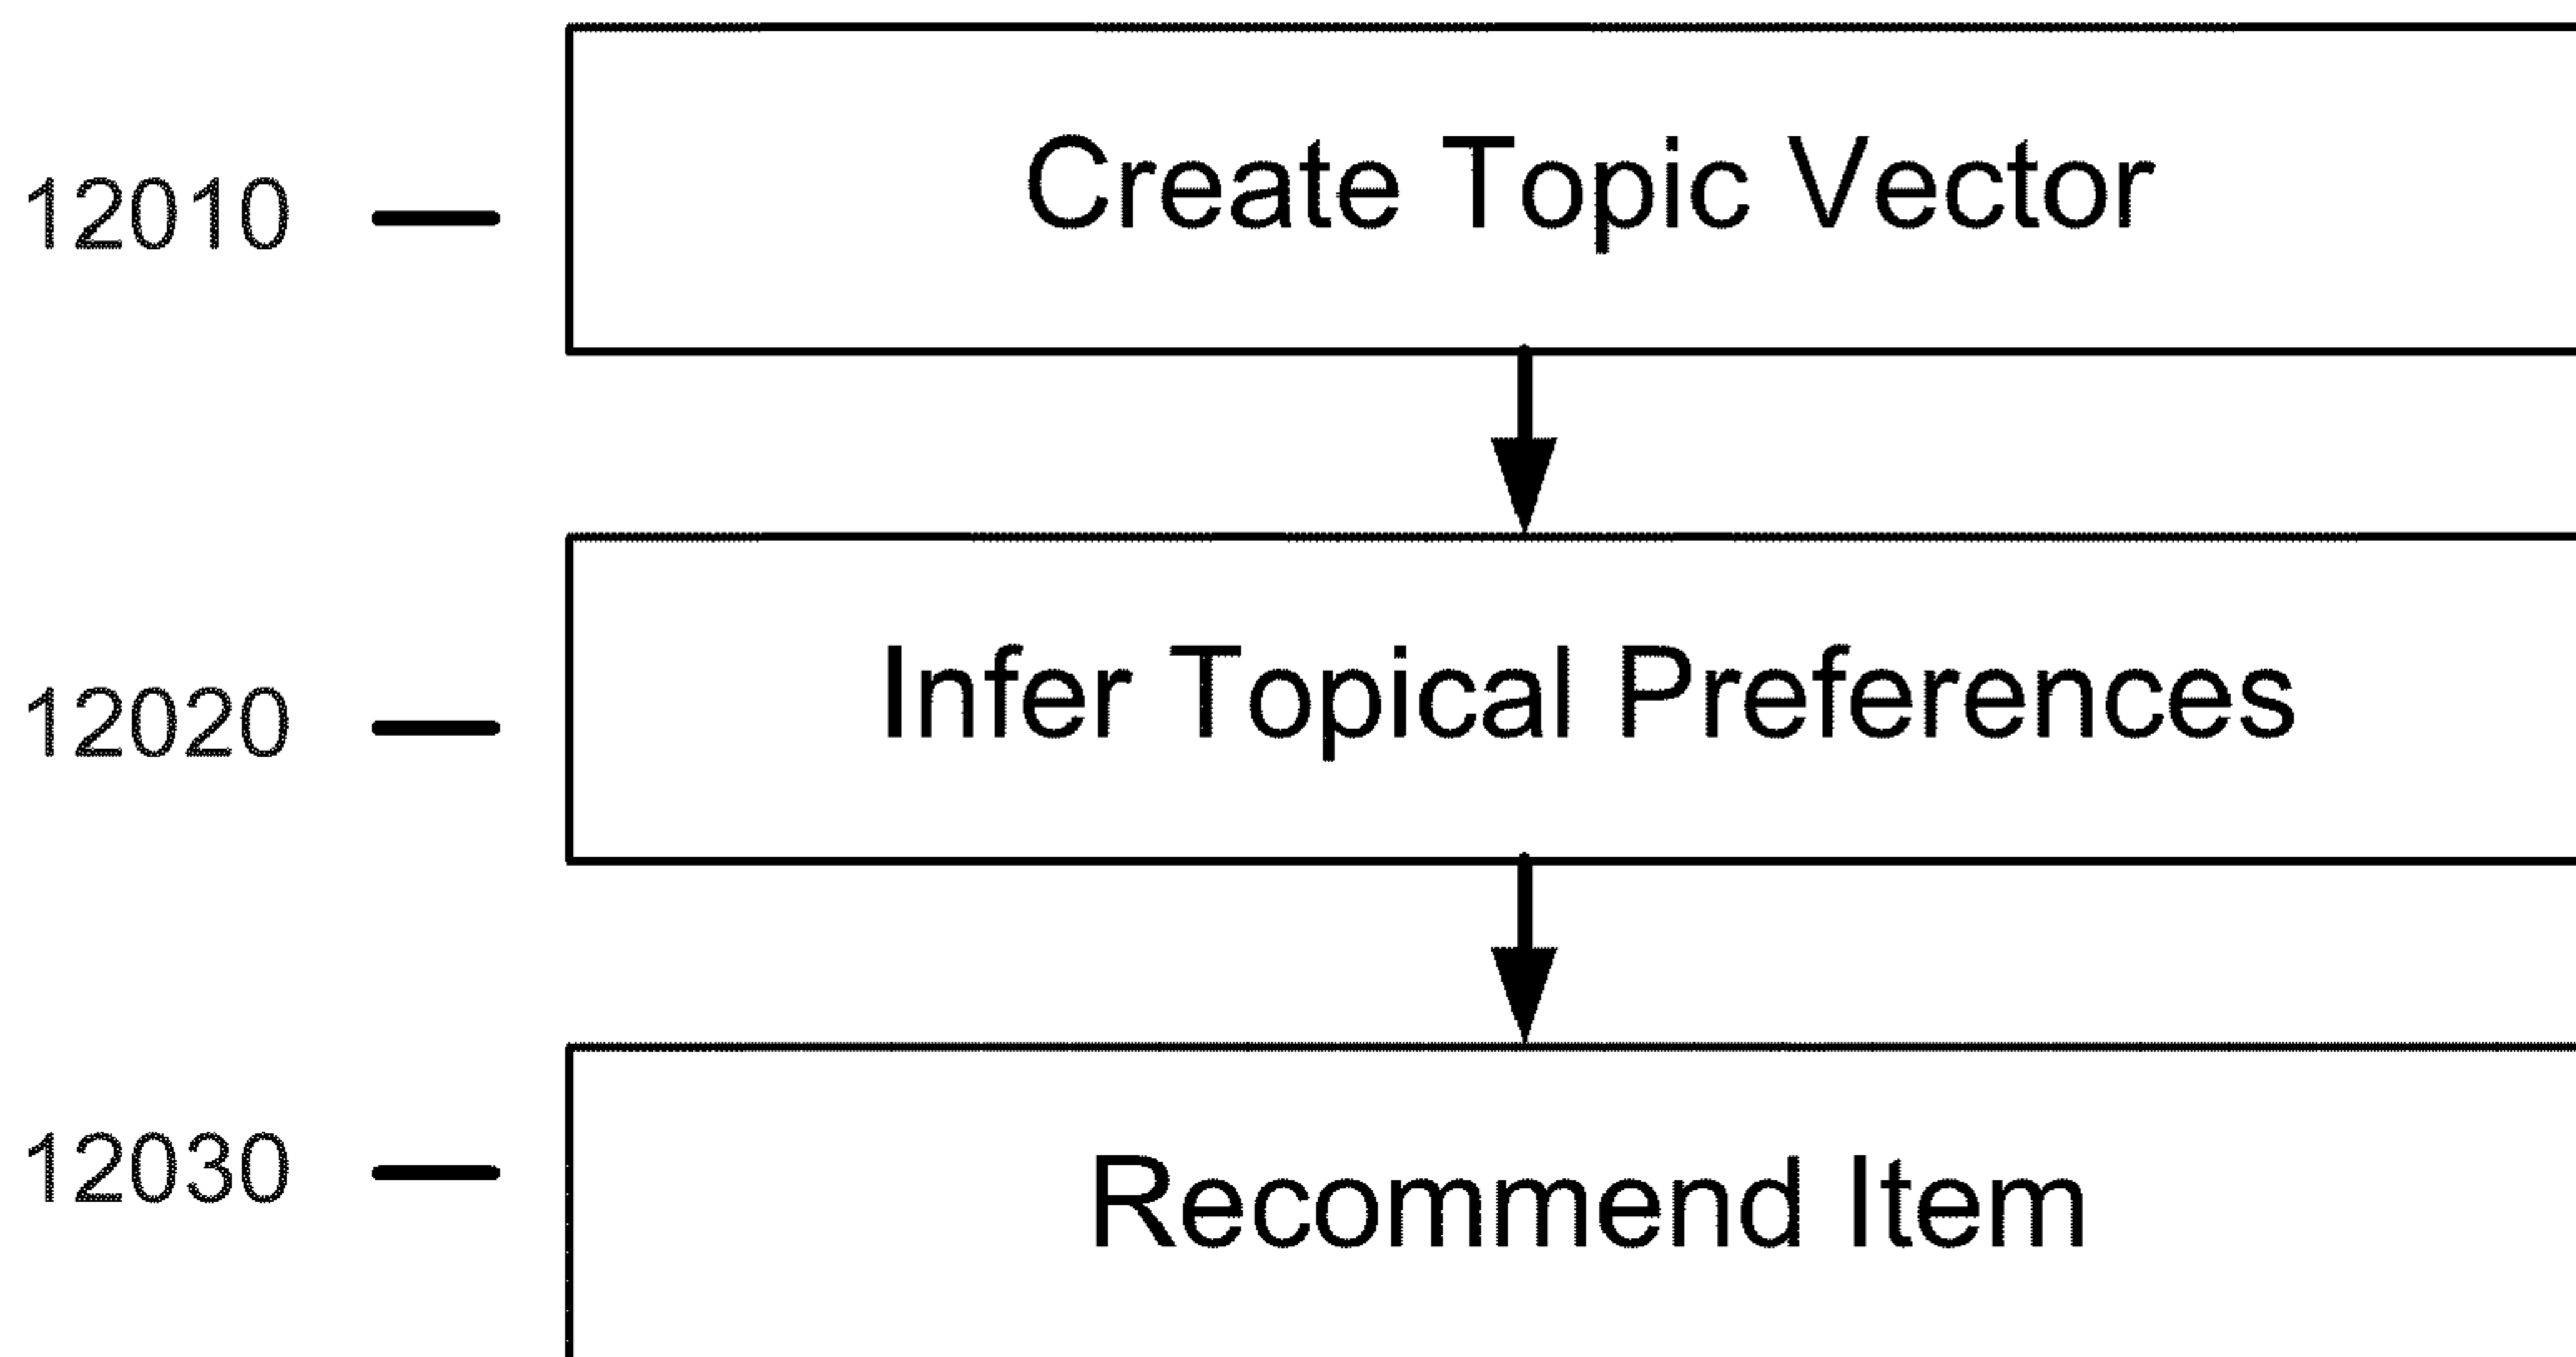 12010 Create Topic Vector
12020 Infer Topical Preferences
12030 Recommend Item